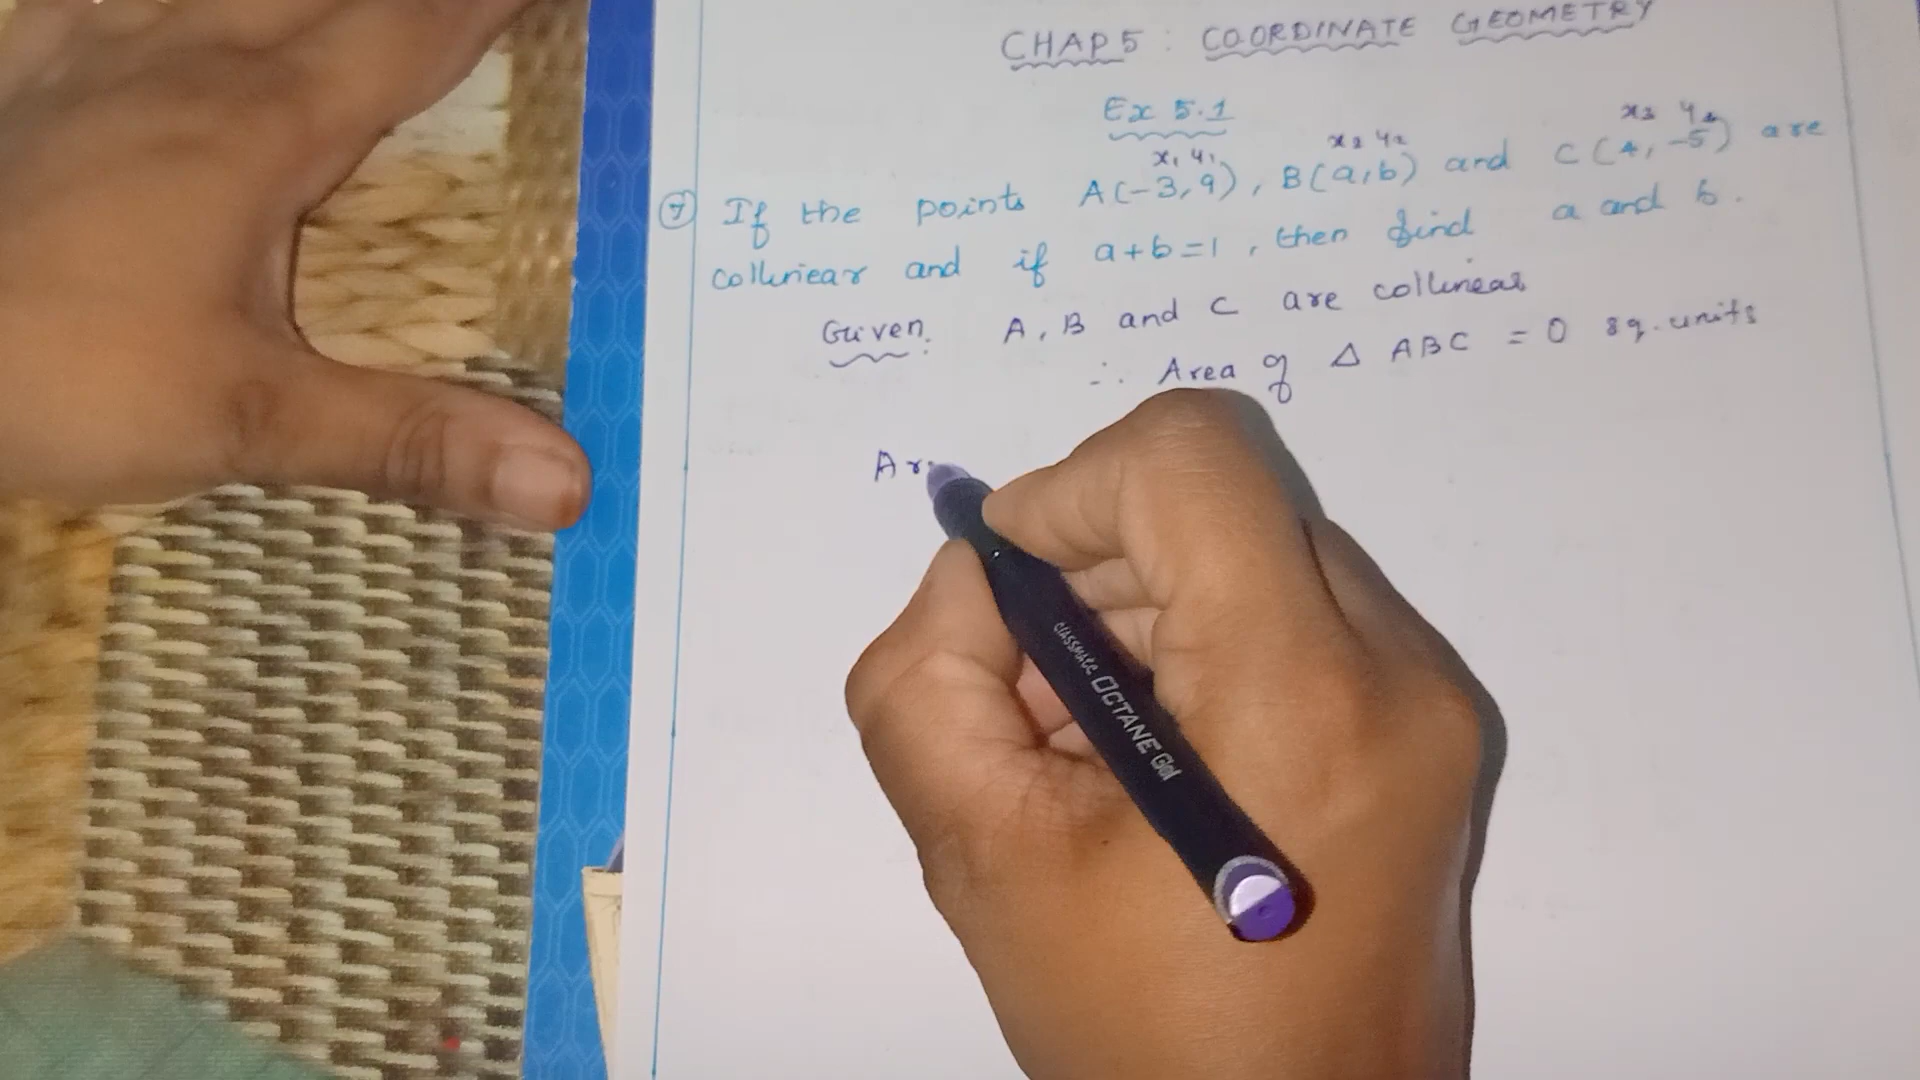 CHAP 5 : COORDINATE GEOMETRY
Ex 5.1
x1 y1 x2 y2 x3 y3
7 If the points A(-3,9), B(a,b) and C(4,-5) are
collinear and if a+b=1, then find a and b.
Given: A, B and C are collinear
∴ Area of Δ ABC = 0 sq. units
Ar
classmate OCTANE Gel